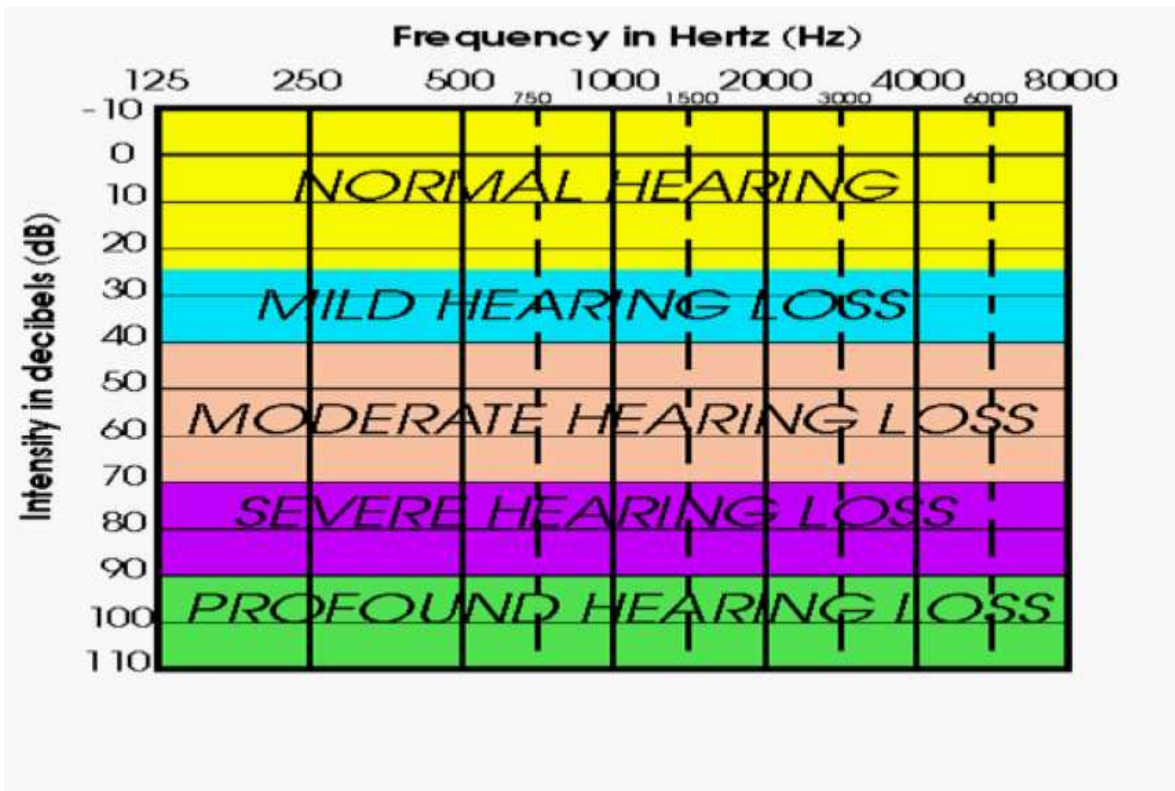 Frequency in Hertz (Hz)
125 250 500 1000 2000 4000 8000
750 1500 3000 6000
-10
0
NORMAL HEARING
10
20
30
MILD HEARING LOSS
40
50
MODERATE HEARING LOSS
60
70
SEVERE HEARING LOSS
80
90
PROFOUND HEARING LOSS
100
110
Intensity in decibels (dB)